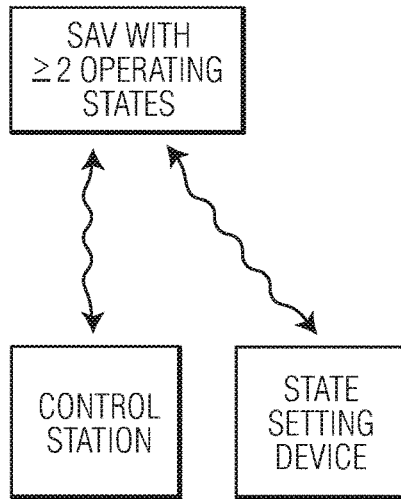 SAV WITH
≥2 OPERATING
STATES
CONTROL
STATION
STATE
SETTING
DEVICE